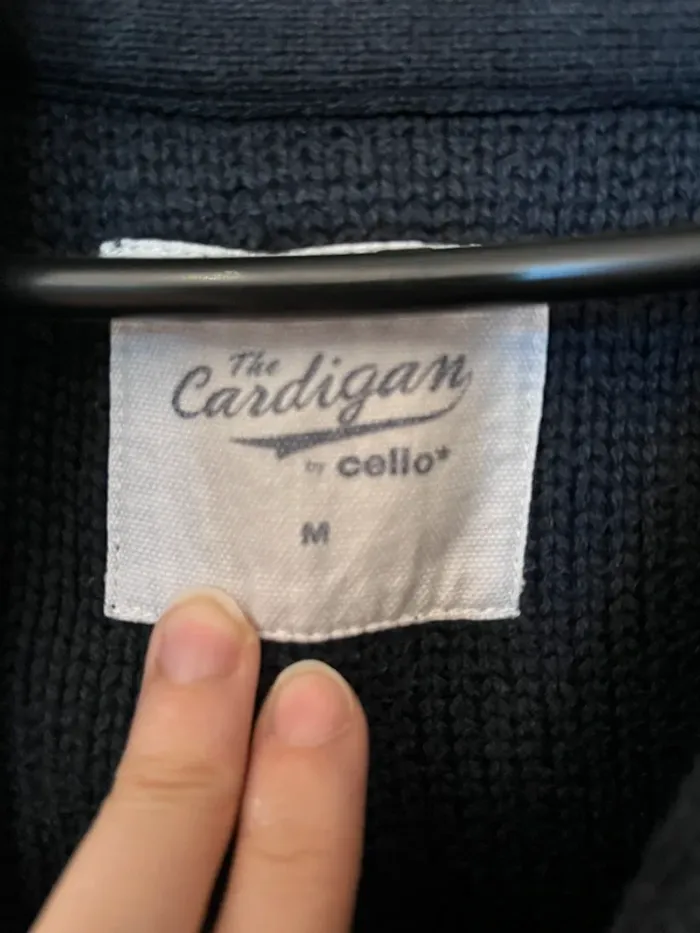 The
Cardigan
by cello*
M